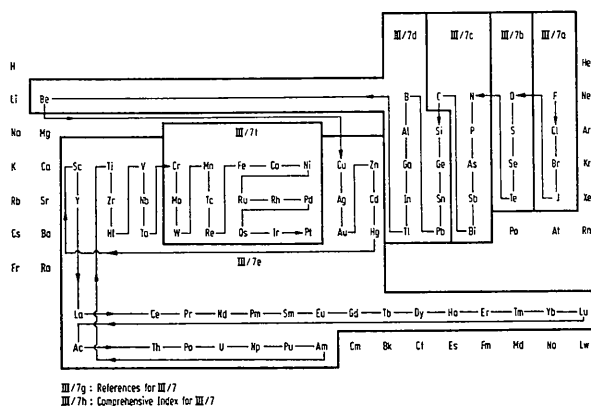 III/7d III/7c III/7b III/7a
H He
Li Be B C N O F Ne
Na Mg Al Si P S Cl Ar
III/7f
K Ca Sc Ti V Cr Mn Fe Co Ni Cu Zn Ga Ge As Se Br Kr
Rb Sr Y Zr Nb Mo Tc Ru Rh Pd Ag Cd In Sn Sb Te J Xe
Cs Ba Hf Ta W Re Os Ir Pt Au Hg Tl Pb Bi Po At Rn
III/7e
Fr Ra
La Ce Pr Nd Pm Sm Eu Gd Tb Dy Ho Er Tm Yb Lu
Ac Th Pa U Np Pu Am Cm Bk Cf Es Fm Md No Lw
III/7g : References for III/7
III/7h : Comprehensive Index for III/7